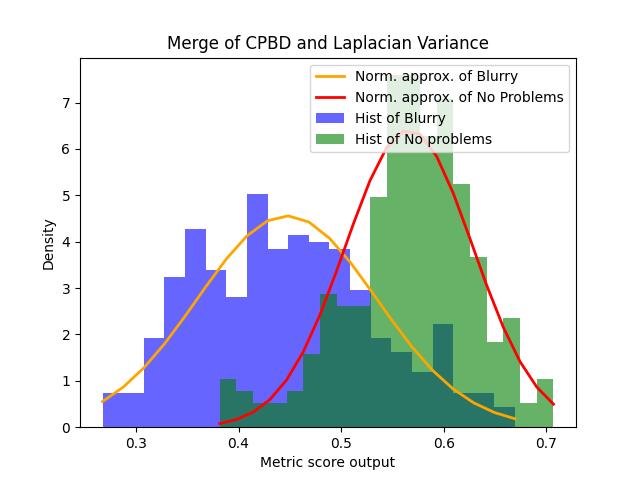 Merge of CPBD and Laplacian Variance
Norm. approx. of Blurry
Norm. approx. of No Problems
Hist of Blurry
Hist of No problems
Density
7
6
5
4
3
2
1
0
0.3 0.4 0.5 0.6 0.7
Metric score output